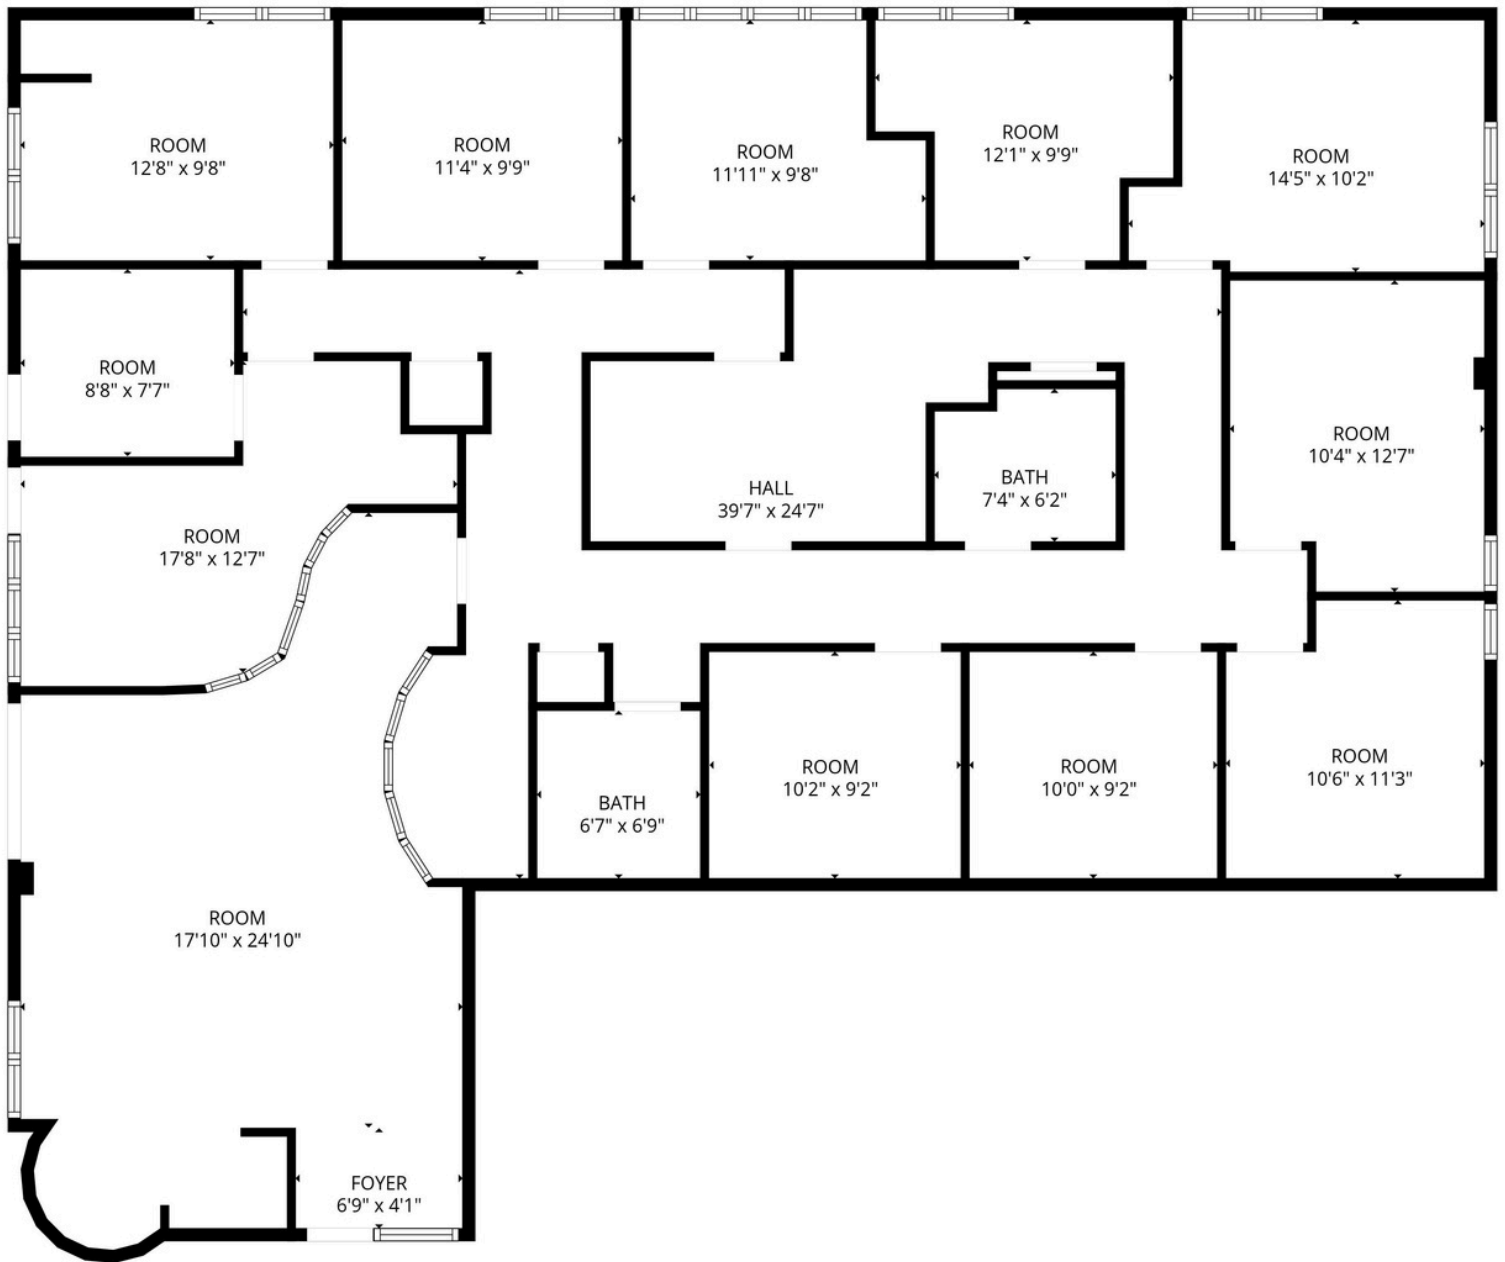 ROOM
12'8" x 9'8"
ROOM
11'4" x 9'9"
ROOM
11'11" x 9'8"
ROOM
12'1" x 9'9"
ROOM
14'5" x 10'2"
ROOM
8'8" x 7'7"
ROOM
10'4" x 12'7"
BATH
7'4" x 6'2"
HALL
39'7" x 24'7"
ROOM
17'8" x 12'7"
ROOM
10'2" x 9'2"
ROOM
10'0" x 9'2"
ROOM
10'6" x 11'3"
BATH
6'7" x 6'9"
ROOM
17'10" x 24'10"
FOYER
6'9" x 4'1"